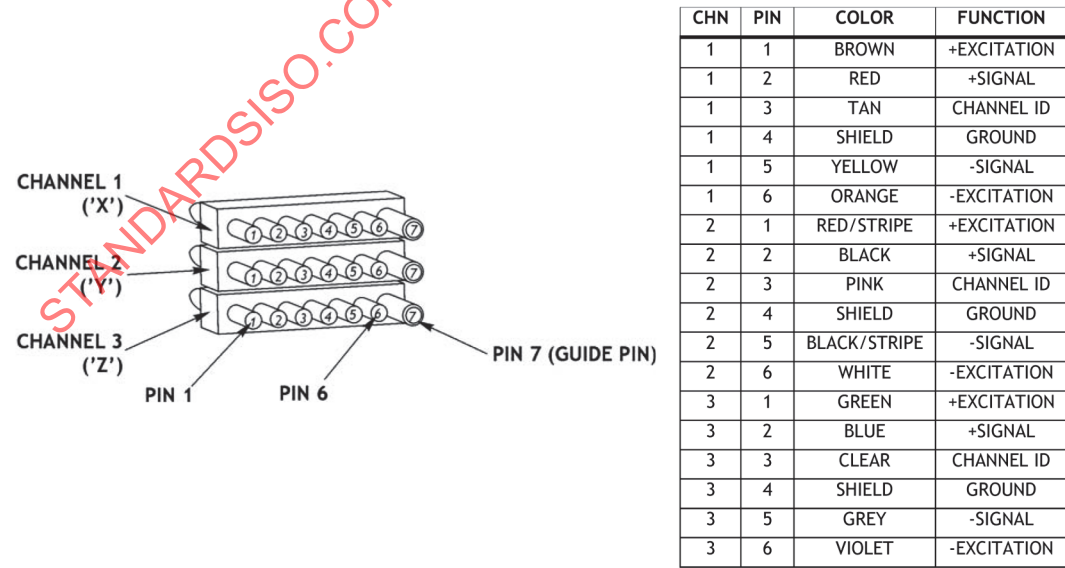 STANDARDSISO.CO
CHANNEL 1
('X')
CHANNEL 2
('Y')
CHANNEL 3
('Z')
1 2 3 4 5 6 7
1 2 3 4 5 6 7
1 2 3 4 5 6 7
PIN 1
PIN 6
PIN 7 (GUIDE PIN)
CHN PIN COLOR FUNCTION
1 1 BROWN +EXCITATION
1 2 RED +SIGNAL
1 3 TAN CHANNEL ID
1 4 SHIELD GROUND
1 5 YELLOW -SIGNAL
1 6 ORANGE -EXCITATION
2 1 RED/STRIPE +EXCITATION
2 2 BLACK +SIGNAL
2 3 PINK CHANNEL ID
2 4 SHIELD GROUND
2 5 BLACK/STRIPE -SIGNAL
2 6 WHITE -EXCITATION
3 1 GREEN +EXCITATION
3 2 BLUE +SIGNAL
3 3 CLEAR CHANNEL ID
3 4 SHIELD GROUND
3 5 GREY -SIGNAL
3 6 VIOLET -EXCITATION